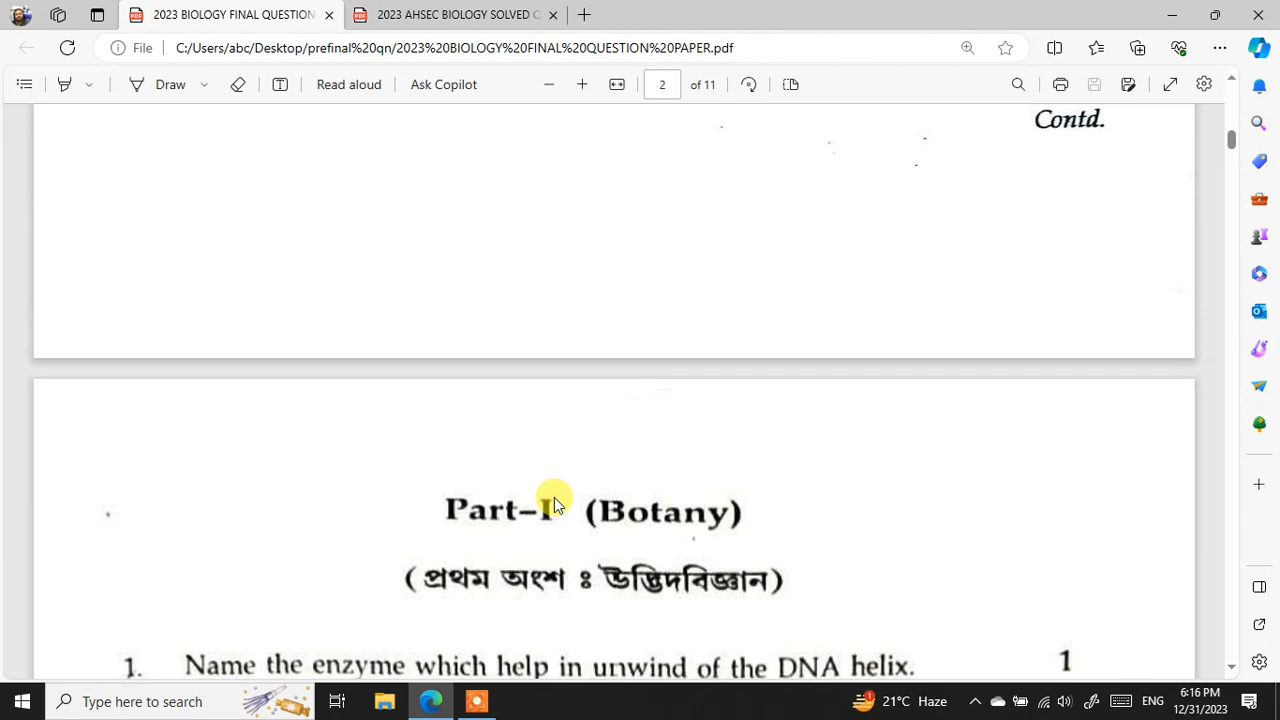 2023 BIOLOGY FINAL QUESTION
2023 AHSEC BIOLOGY SOLVED Q
File
C:/Users/abc/Desktop/prefinal%20qn/2023%20BIOLOGY%20FINAL%20QUESTION%20PAPER.pdf
Draw
Read aloud
Ask Copilot
2 of 11
Contd.
Part–I (Botany)
(প্ৰথম অংশ ঃ উদ্ভিদবিজ্ঞান)
1. Name the enzyme which help in unwind of the DNA helix. 1
Type here to search
1
21°C Haze
ENG
6:16 PM
12/31/2023